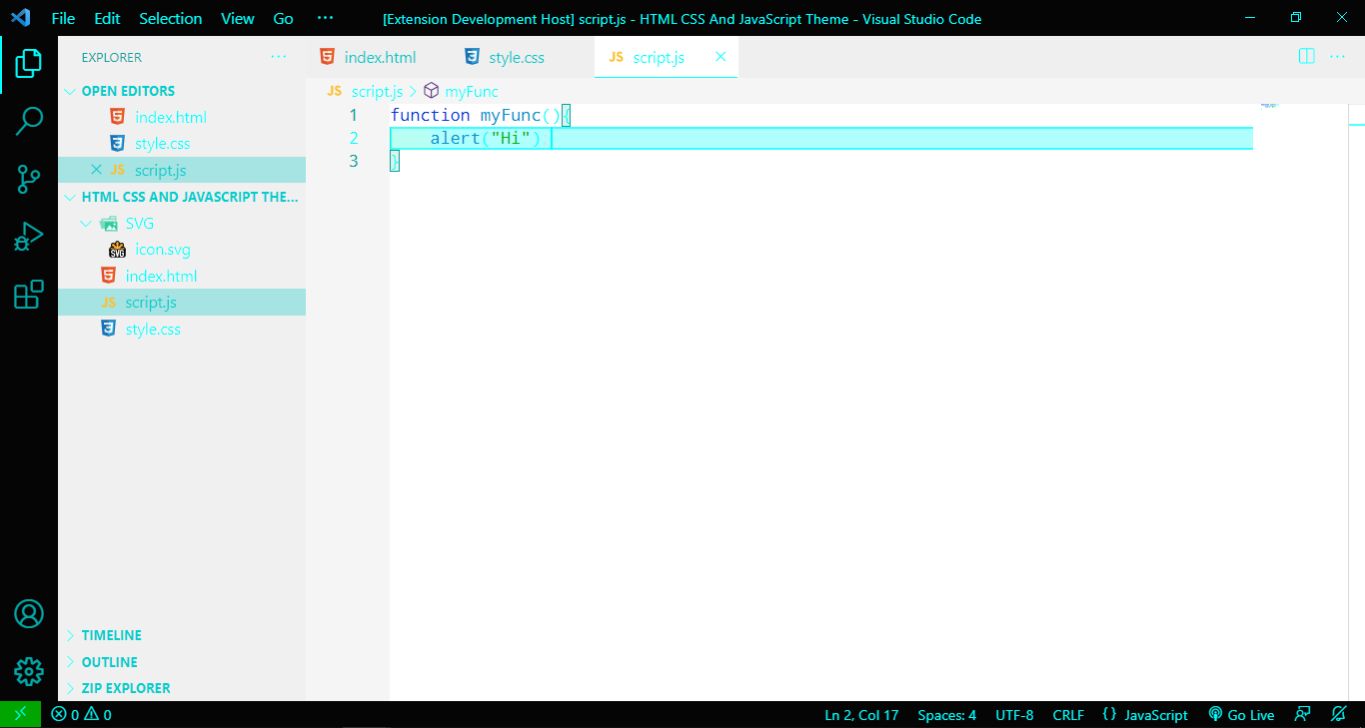 File Edit Selection View Go ··· [Extension Development Host] script.js - HTML CSS And JavaScript Theme - Visual Studio Code
EXPLORER ···
index.html style.css JS script.js
OPEN EDITORS
index.html
style.css
JS script.js
HTML CSS AND JAVASCRIPT THE...
SVG
SVG icon.svg
index.html
JS script.js
style.css
TIMELINE
OUTLINE
ZIP EXPLORER
JS script.js > myFunc
1 function myFunc(){
2 alert("Hi")
3 }
0 0 Ln 2, Col 17 Spaces: 4 UTF-8 CRLF {} JavaScript Go Live